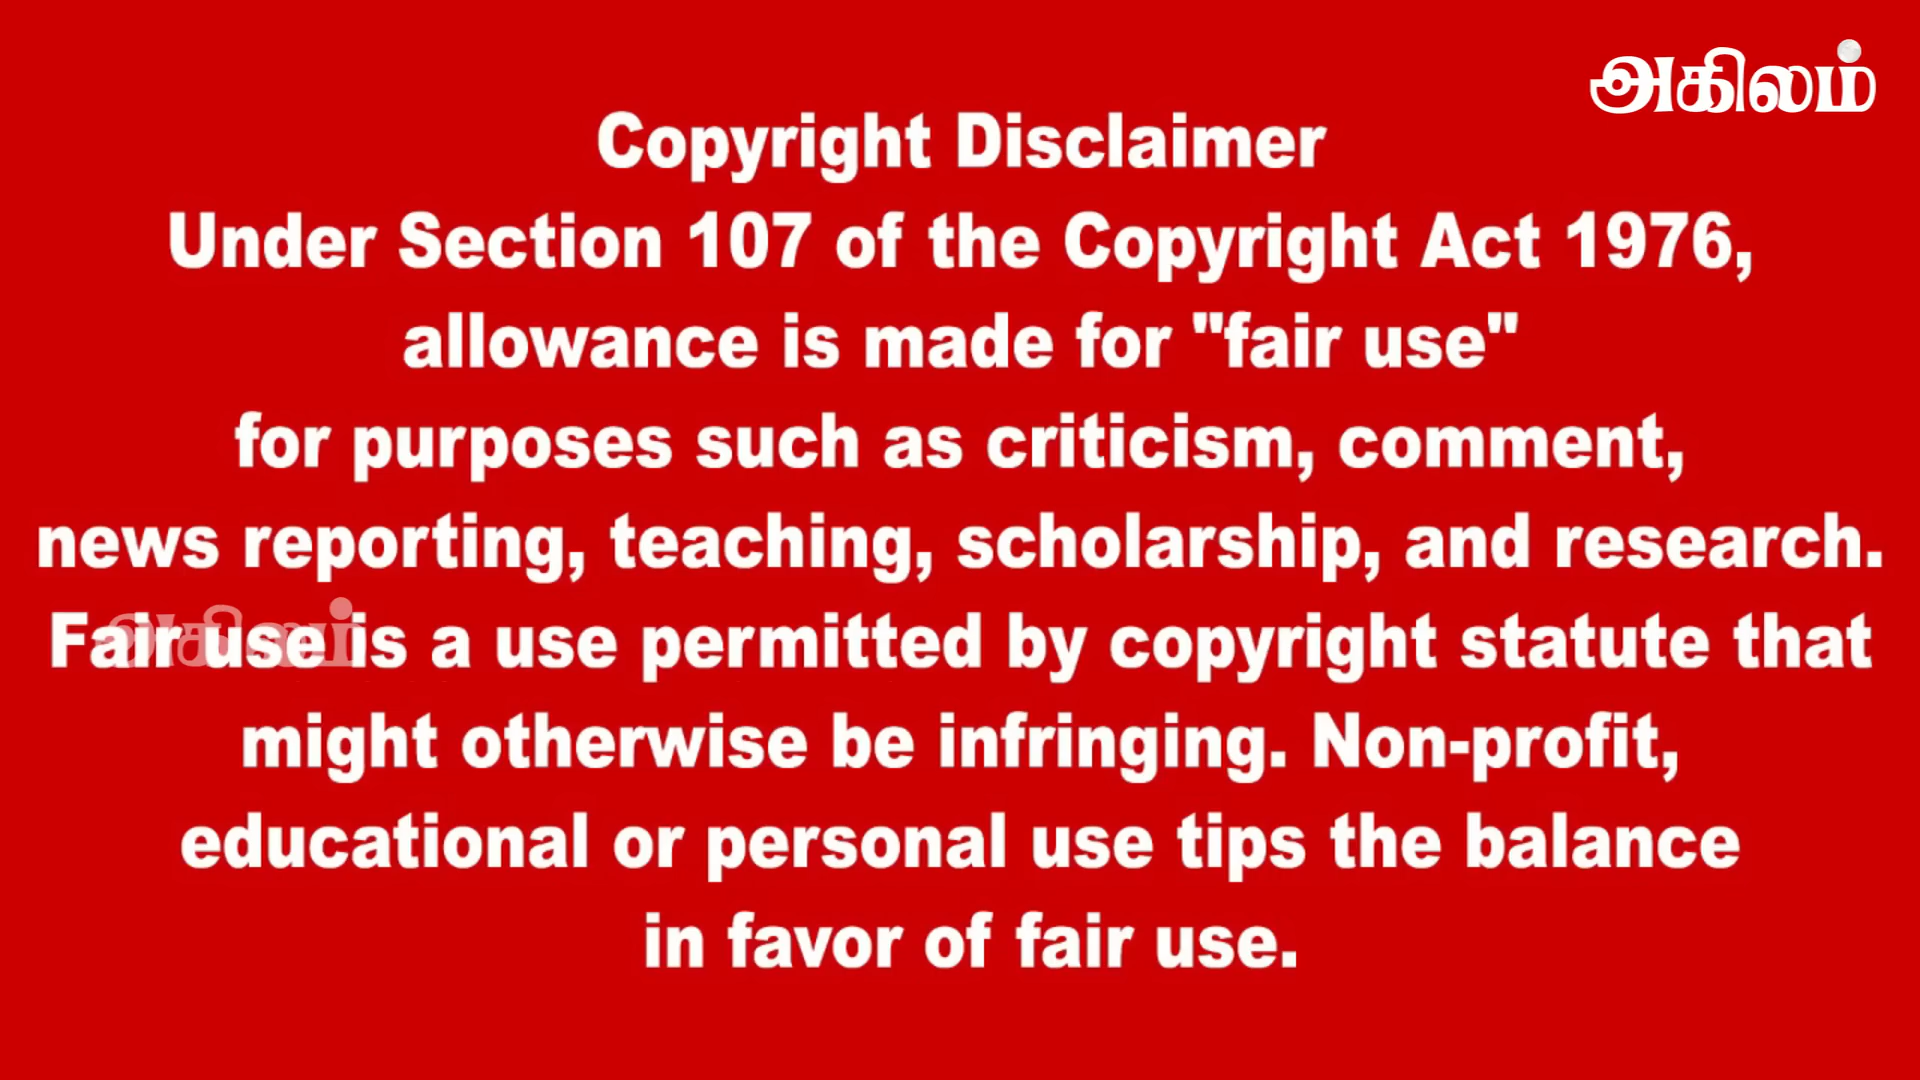 அகிலம்
Copyright Disclaimer
Under Section 107 of the Copyright Act 1976,
allowance is made for "fair use"
for purposes such as criticism, comment,
news reporting, teaching, scholarship, and research.
Fair use is a use permitted by copyright statute that
அகிலம்
might otherwise be infringing. Non-profit,
educational or personal use tips the balance
in favor of fair use.